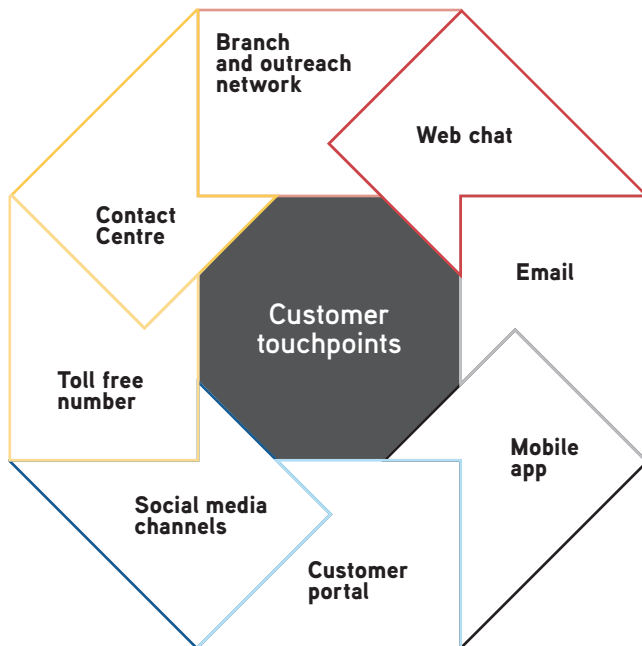 Branch
and outreach
network
Web chat
Contact
Centre
Email
Customer
touchpoints
Toll free
number
Mobile
app
Social media
channels
Customer
portal